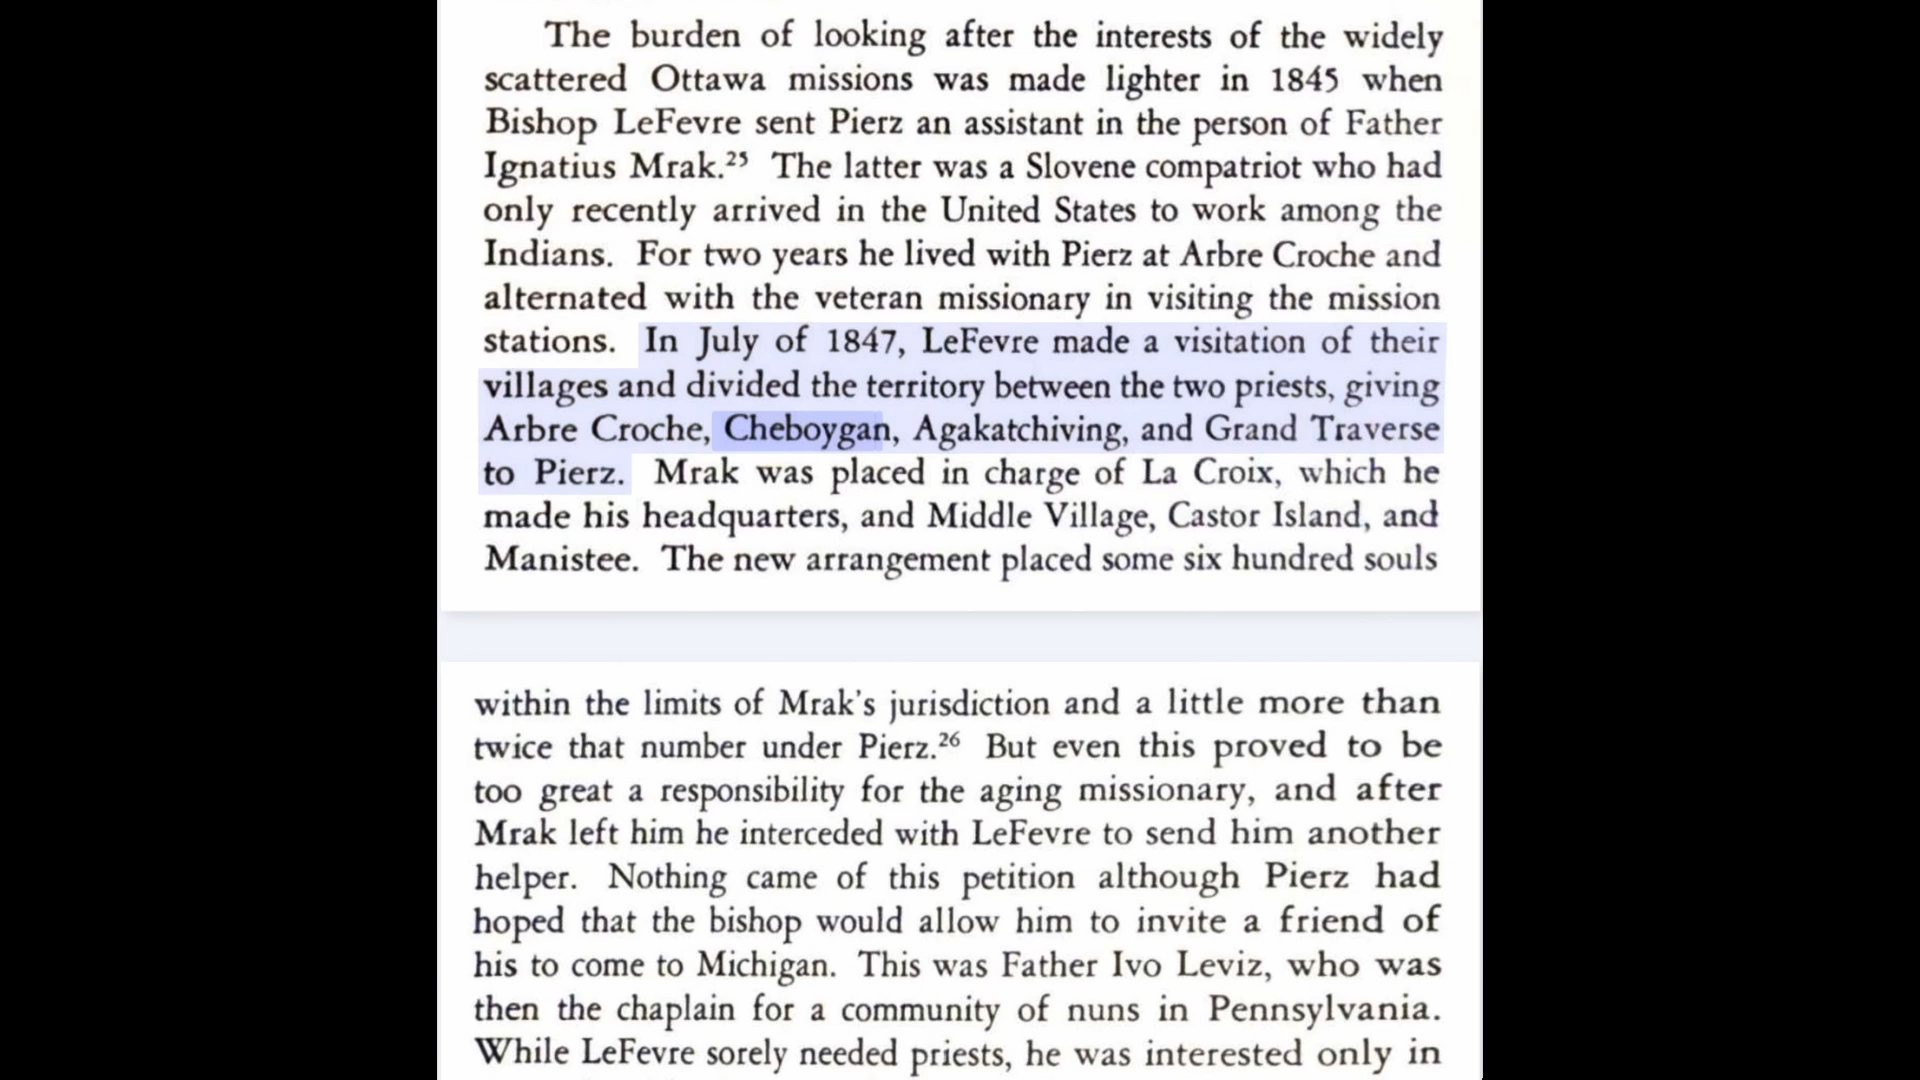 The burden of looking after the interests of the widely
scattered Ottawa missions was made lighter in 1845 when
Bishop LeFevre sent Pierz an assistant in the person of Father
Ignatius Mrak.²⁵ The latter was a Slovene compatriot who had
only recently arrived in the United States to work among the
Indians. For two years he lived with Pierz at Arbre Croche and
alternated with the veteran missionary in visiting the mission
stations. In July of 1847, LeFevre made a visitation of their
villages and divided the territory between the two priests, giving
Arbre Croche, Cheboygan, Agakatchiving, and Grand Traverse
to Pierz. Mrak was placed in charge of La Croix, which he
made his headquarters, and Middle Village, Castor Island, and
Manistee. The new arrangement placed some six hundred souls
within the limits of Mrak's jurisdiction and a little more than
twice that number under Pierz.²⁶ But even this proved to be
too great a responsibility for the aging missionary, and after
Mrak left him he interceded with LeFevre to send him another
helper. Nothing came of this petition although Pierz had
hoped that the bishop would allow him to invite a friend of
his to come to Michigan. This was Father Ivo Leviz, who was
then the chaplain for a community of nuns in Pennsylvania.
While LeFevre sorely needed priests, he was interested only in